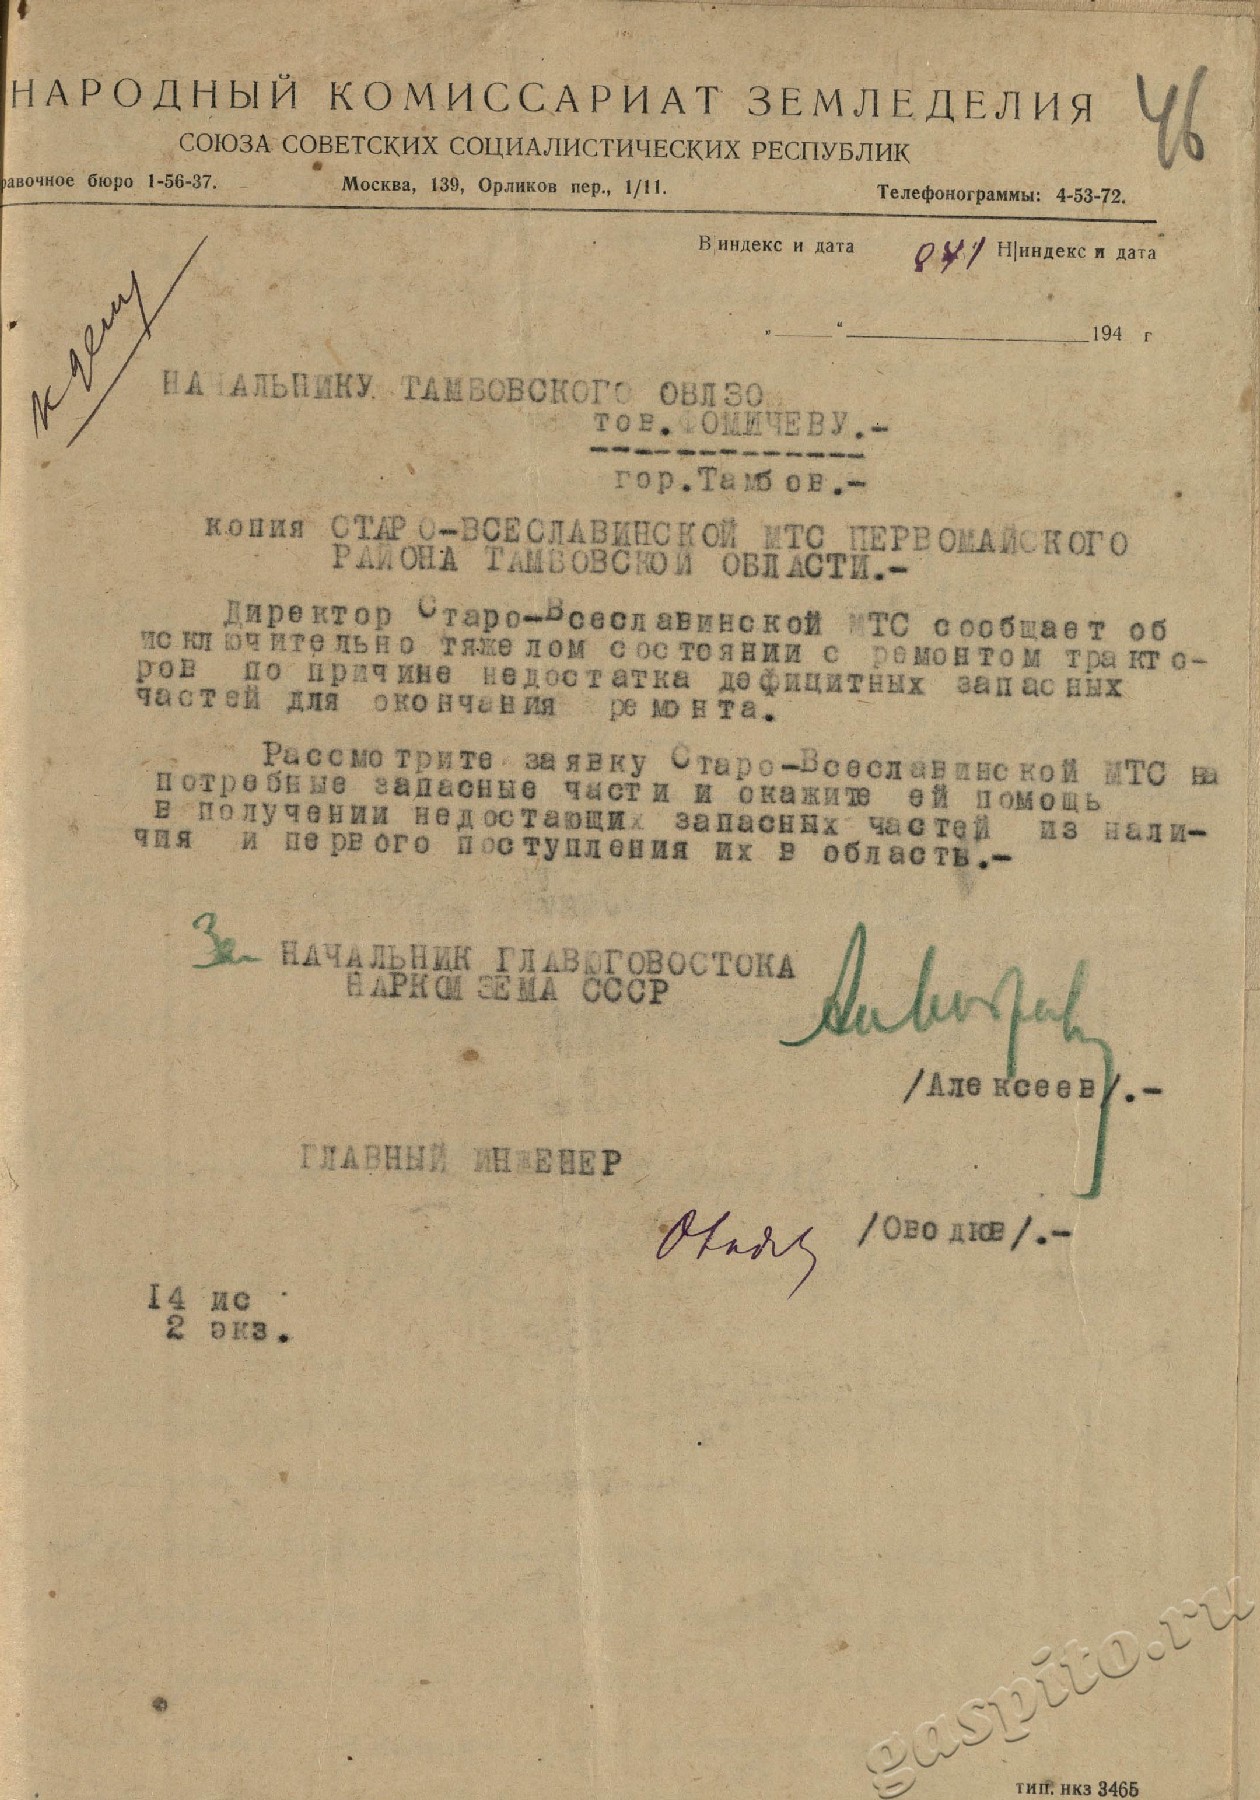 НАРОДНЫЙ КОМИССАРИАТ ЗЕМЛЕДЕЛИЯ
46
СОЮЗА СОВЕТСКИХ СОЦИАЛИСТИЧЕСКИХ РЕСПУБЛИК
равочное бюро 1-56-37. Москва, 139, Орликов пер., 1/11. Телефонограммы: 4-53-72.
В|индекс и дата 871 Н|индекс и дата
к делу
„ “ 194 г
НАЧАЛЬНИКУ ТАМБОВСКОГО ОБЛЗО
тов.ФОМИЧЕВУ.-
гор.Тамбов.-
копия СТАРО-ВСЕСЛАВИНСКОЙ МТС ПЕРВОМАЙСКОГО
РАЙОНА ТАМБОВСКОЙ ОБЛАСТИ.-
Директор Старо-Всеславинской МТС сообщает об
исключительно тяжелом состоянии с ремонтом тракто-
ров по причине недостатка дефицитных запасных
частей для окончания ремонта.
Рассмотрите заявку Старо-Всеславинской МТС на
потребные запасные части и окажите ей помощь
в получении недостающих запасных частей из нали-
чия и первого поступления их в область.-
За НАЧАЛЬНИК ГЛАВЮГОВОСТОКА
НАРКОМЗЕМА СССР
/Алексеев/.-
ГЛАВНЫЙ ИНЖЕНЕР
/Оводков/.-
14 ис
2 экз.
gaspito.ru
тип. нкз 3465